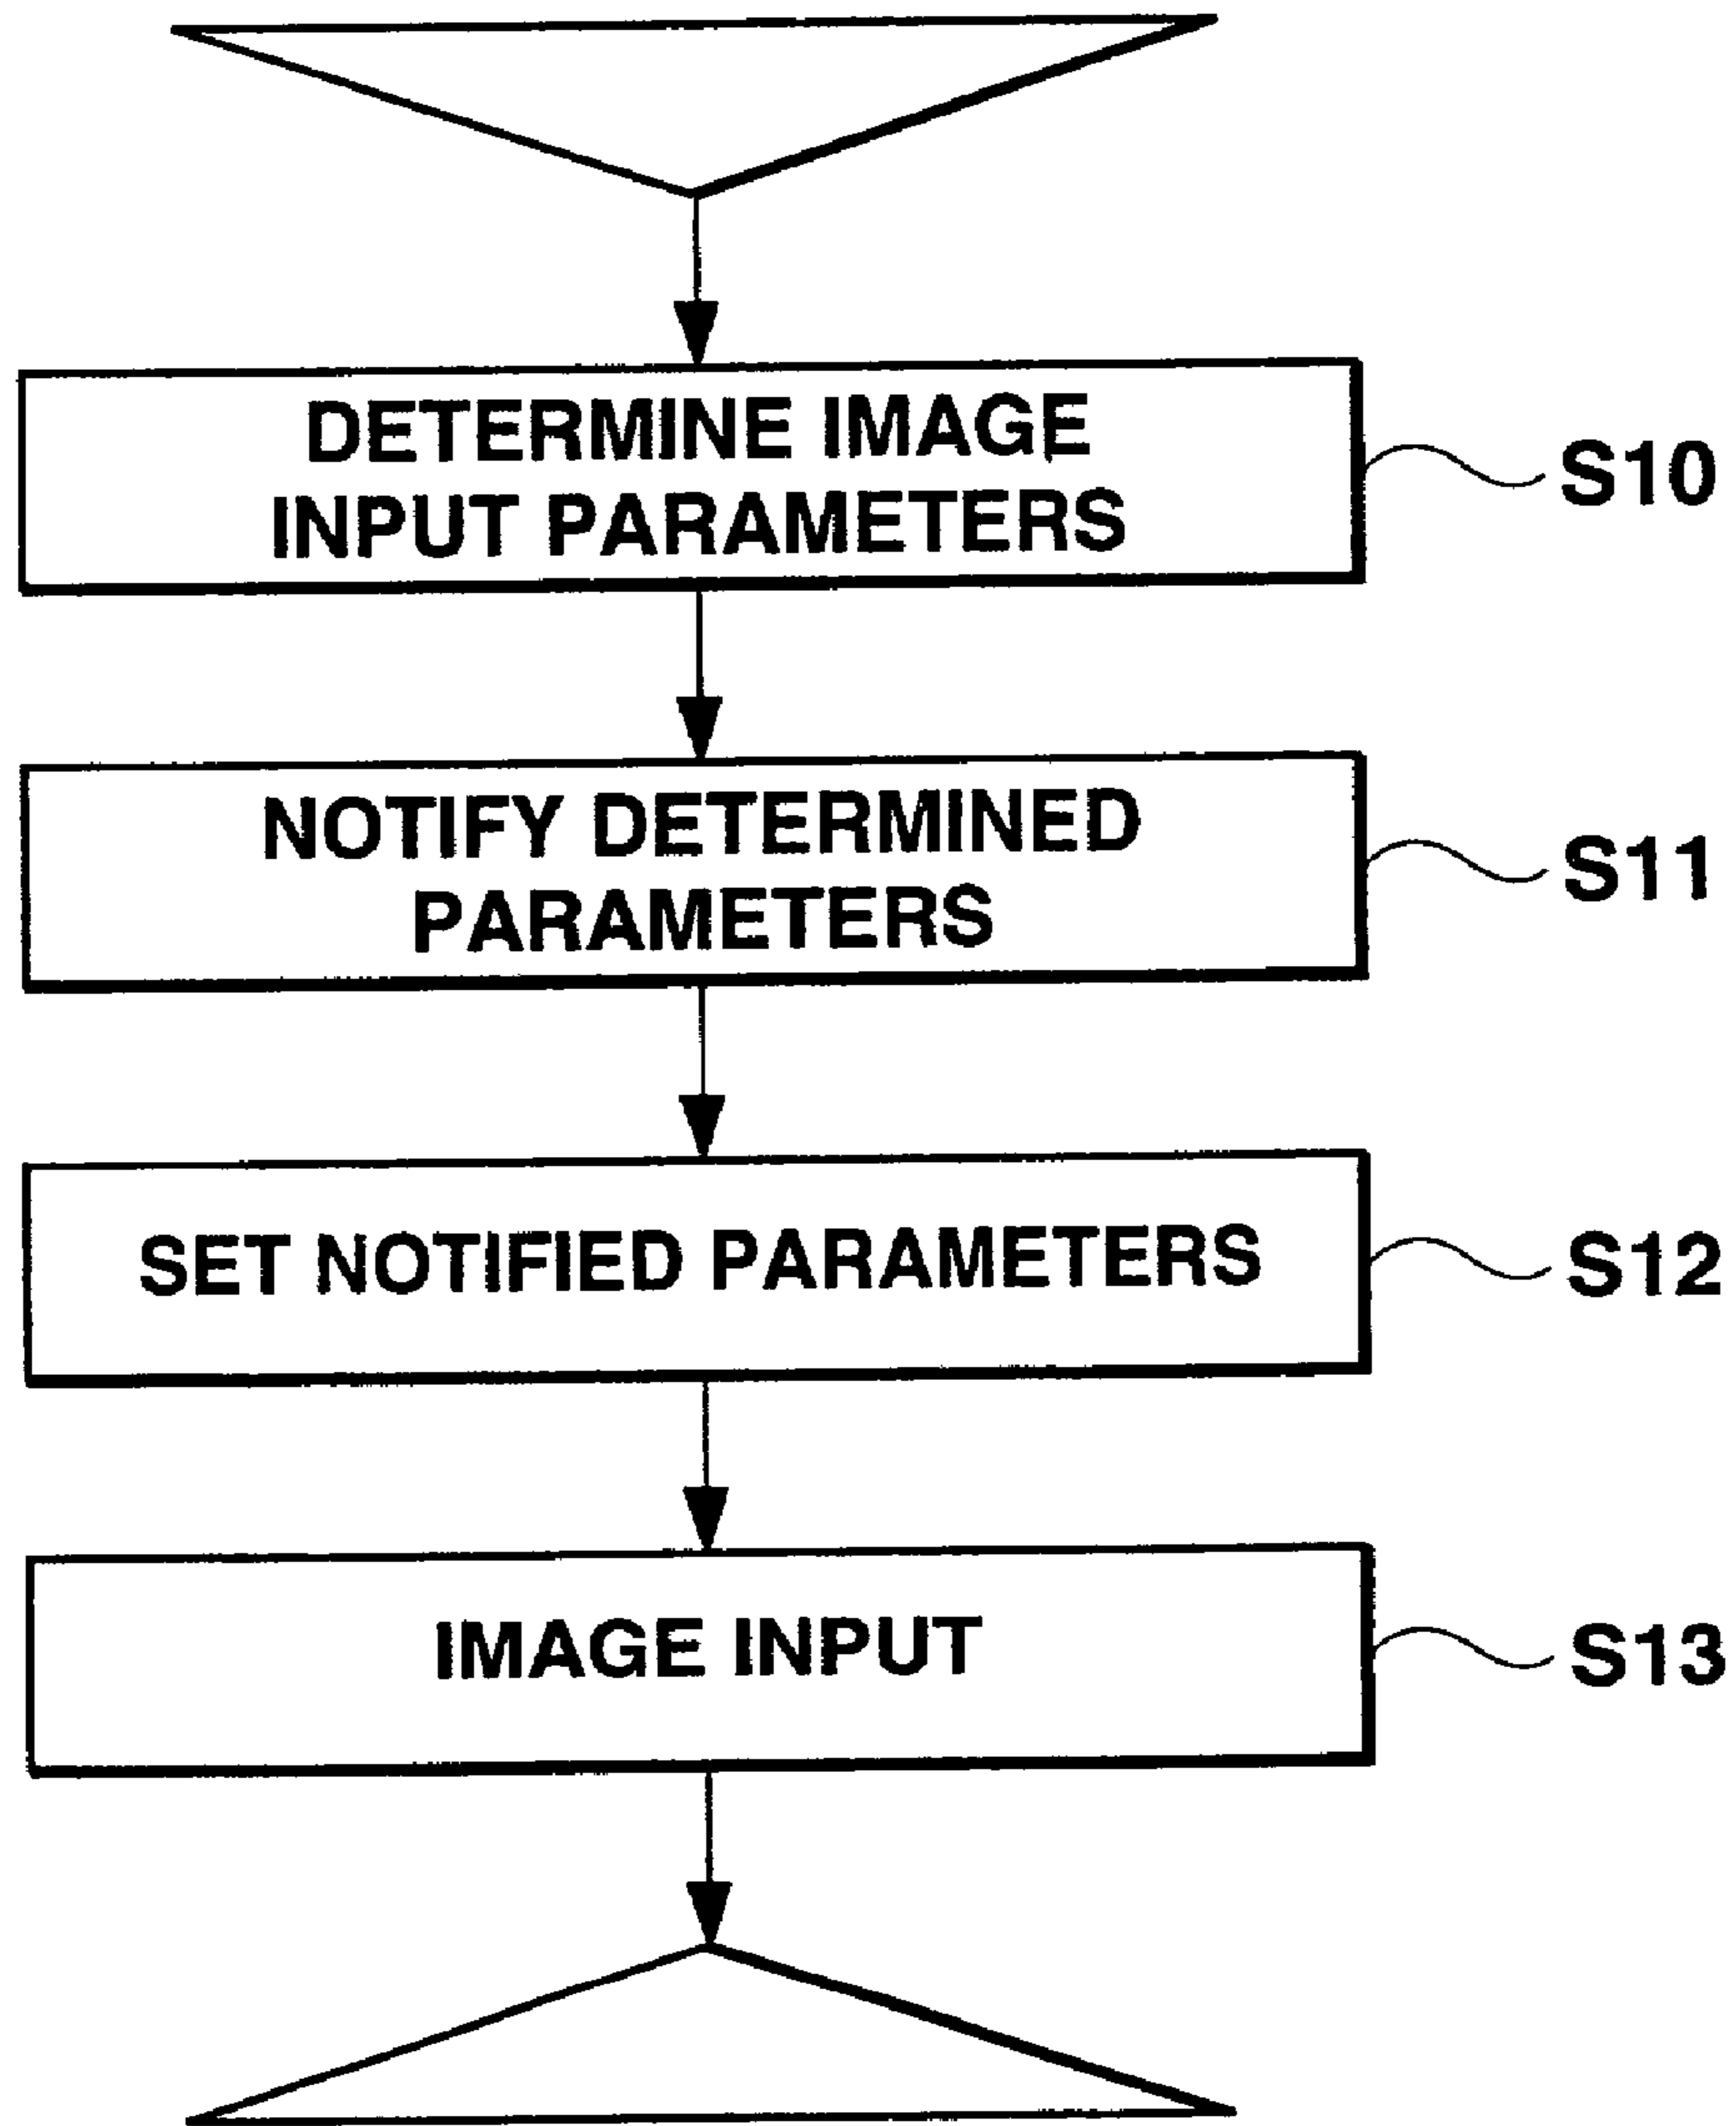 DETERMINE IMAGE
INPUT PARAMETERS
S10
NOTIFY DETERMINED
PARAMETERS
S11
SET NOTIFIED PARAMETERS
S12
IMAGE INPUT
S13